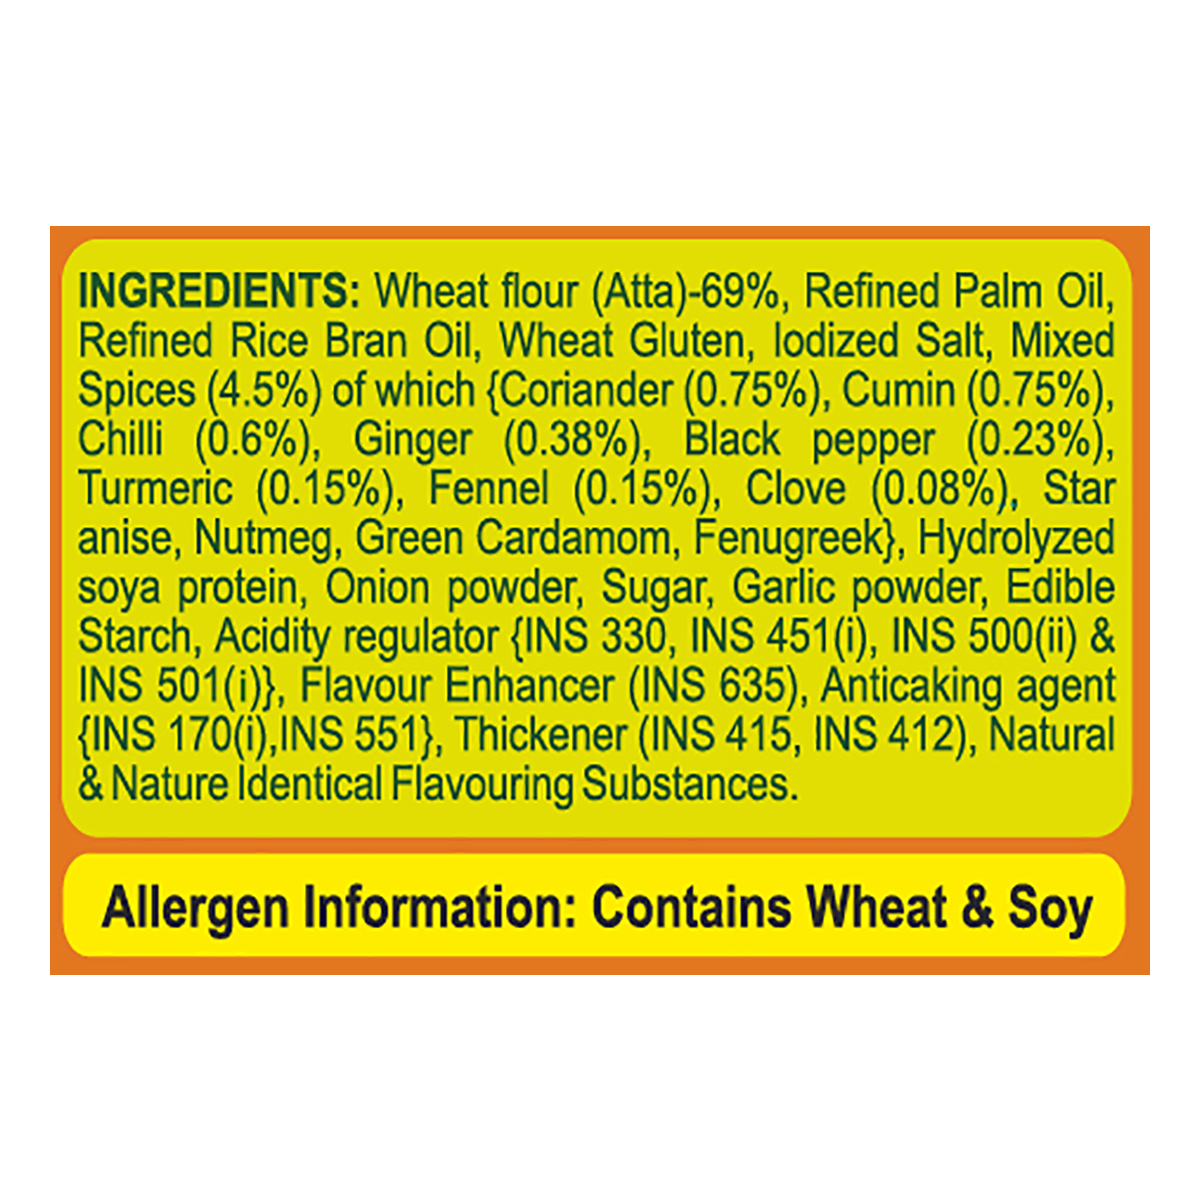 INGREDIENTS: Wheat flour (Atta)-69%, Refined Palm Oil,
Refined Rice Bran Oil, Wheat Gluten, Iodized Salt, Mixed
Spices (4.5%) of which {Coriander (0.75%), Cumin (0.75%),
Chilli (0.6%), Ginger (0.38%), Black pepper (0.23%),
Turmeric (0.15%), Fennel (0.15%), Clove (0.08%), Star
anise, Nutmeg, Green Cardamom, Fenugreek}, Hydrolyzed
soya protein, Onion powder, Sugar, Garlic powder, Edible
Starch, Acidity regulator {INS 330, INS 451(i), INS 500(ii) &
INS 501(i)}, Flavour Enhancer (INS 635), Anticaking agent
{INS 170(i),INS 551}, Thickener (INS 415, INS 412), Natural
& Nature Identical Flavouring Substances.
Allergen Information: Contains Wheat & Soy